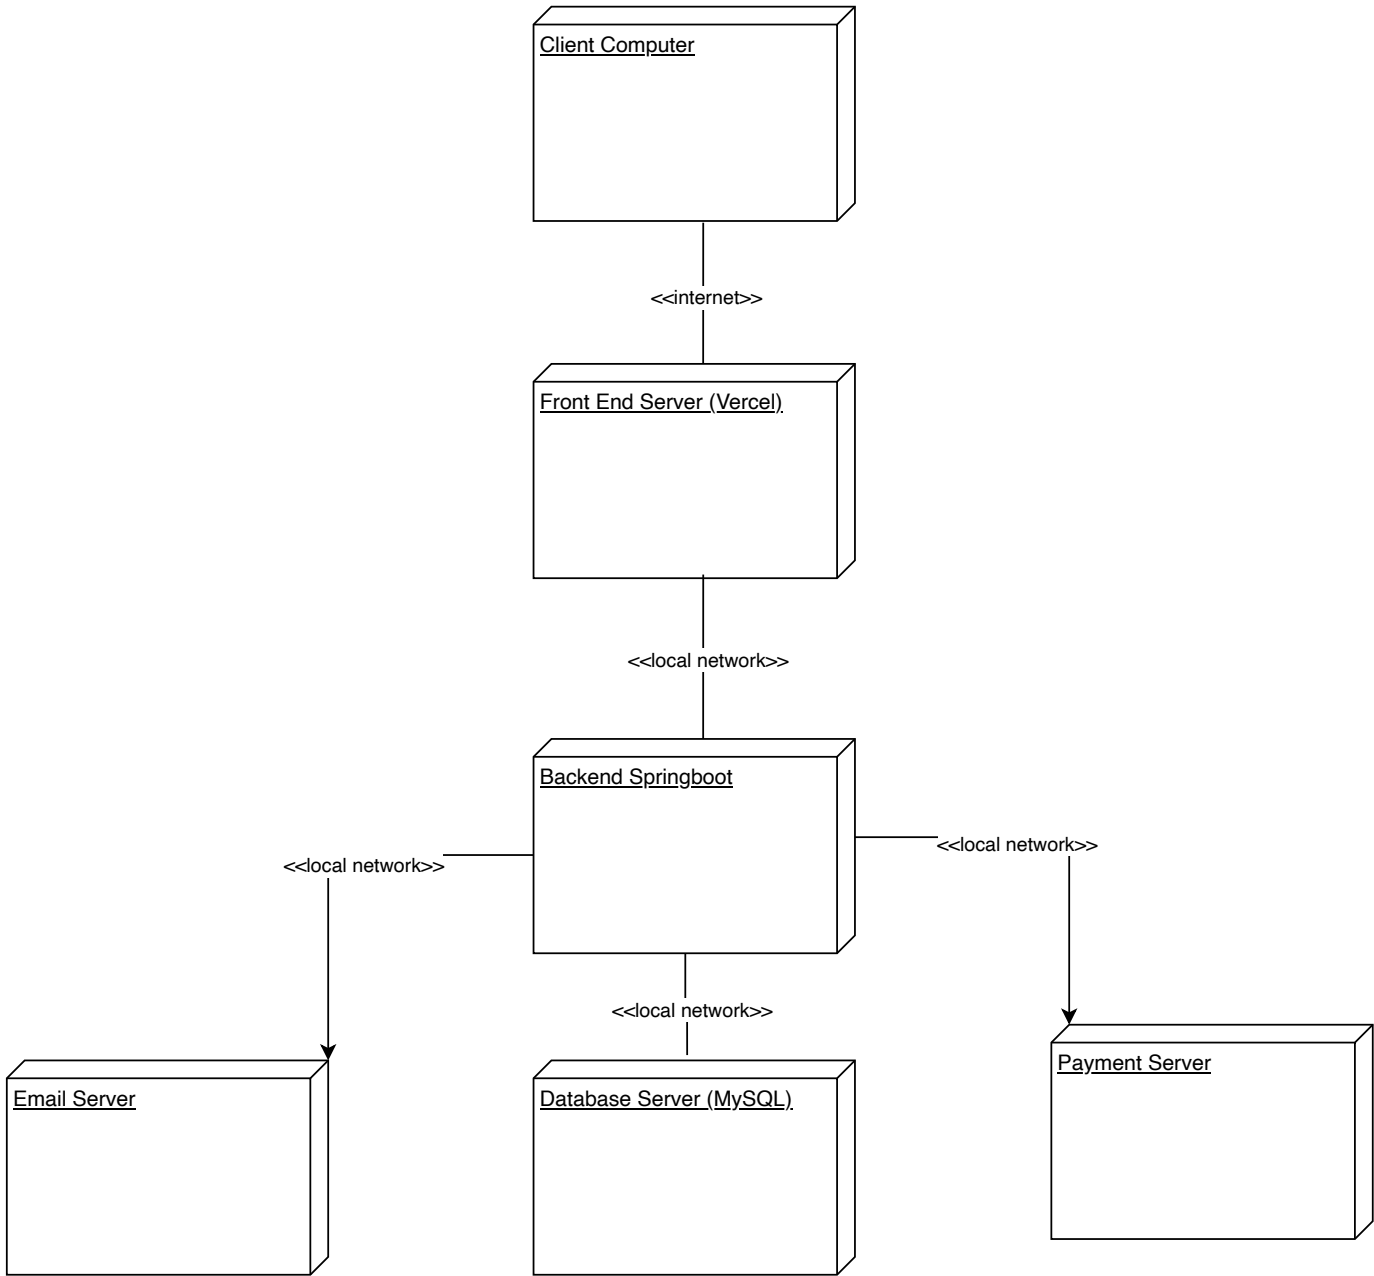 Client Computer
<<internet>>
Front End Server (Vercel)
<<local network>>
Backend Springboot
<<local network>>
<<local network>>
<<local network>>
Payment Server
Email Server
Database Server (MySQL)